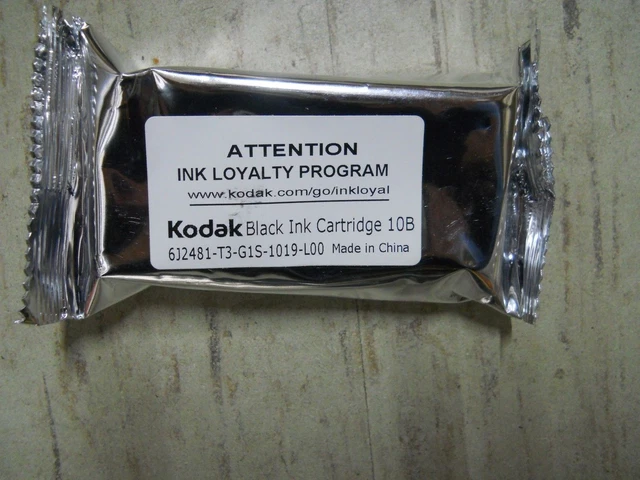 ATTENTION
INK LOYALTY PROGRAM
www.kodak.com/go/inkloyal
Kodak Black Ink Cartridge 10B
6J2481-T3-G1S-1019-L00 Made in China